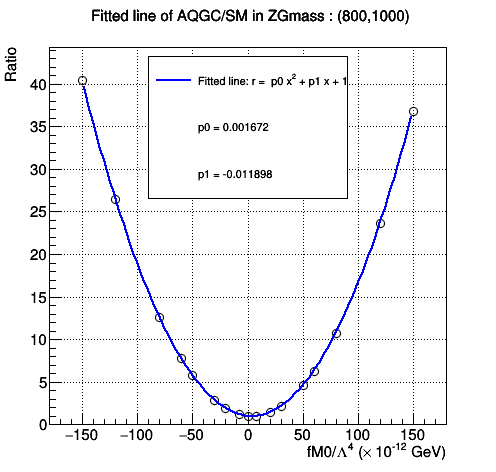 Fitted line of AQGC/SM in ZGmass : (800,1000)
Ratio
Fitted line: r = p0 x² + p1 x + 1
p0 = 0.001672
p1 = -0.011898
40
35
30
25
20
15
10
5
0
−150 −100 −50 0 50 100 150
fM0/Λ⁴ (× 10⁻¹² GeV)